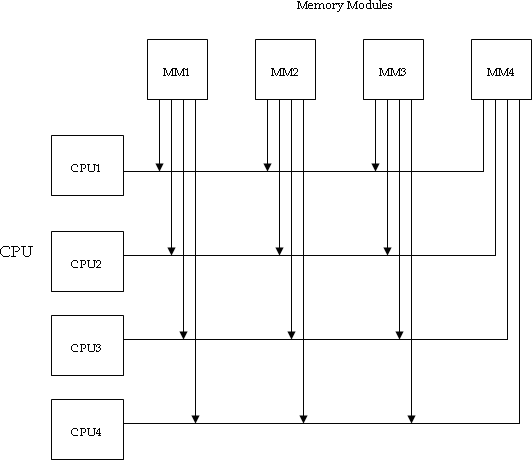 Memory Modules
MM1
MM2
MM3
MM4
CPU1
CPU
CPU2
CPU3
CPU4